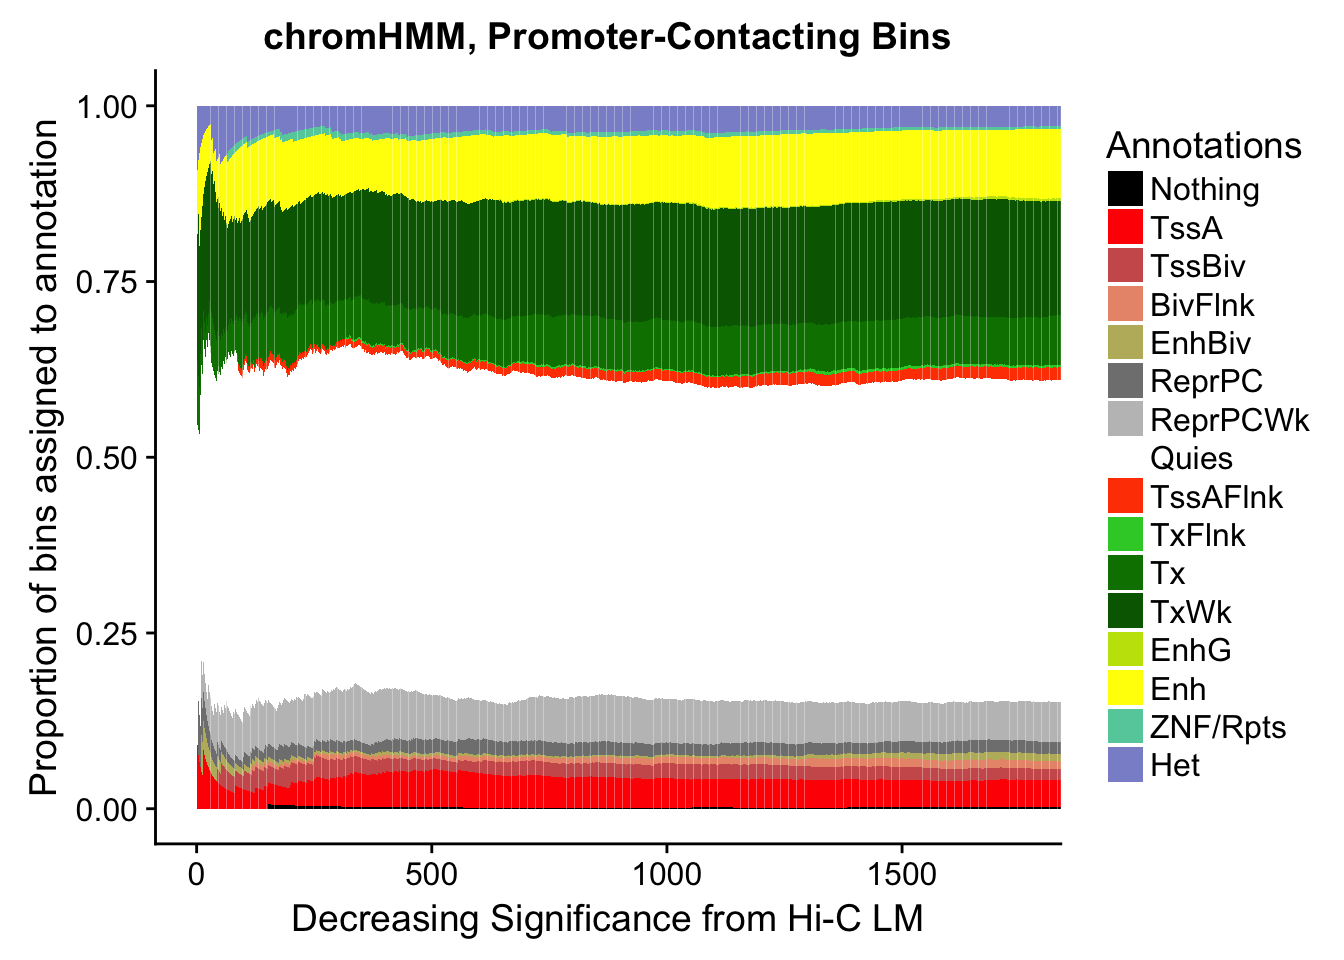 chromHMM, Promoter-Contacting Bins
Proportion of bins assigned to annotation
1.00
0.75
0.50
0.25
0.00
0
500
1000
1500
Decreasing Significance from Hi-C LM
Annotations
Nothing
TssA
TssBiv
BivFlnk
EnhBiv
ReprPC
ReprPCWk
Quies
TssAFlnk
TxFlnk
Tx
TxWk
EnhG
Enh
ZNF/Rpts
Het